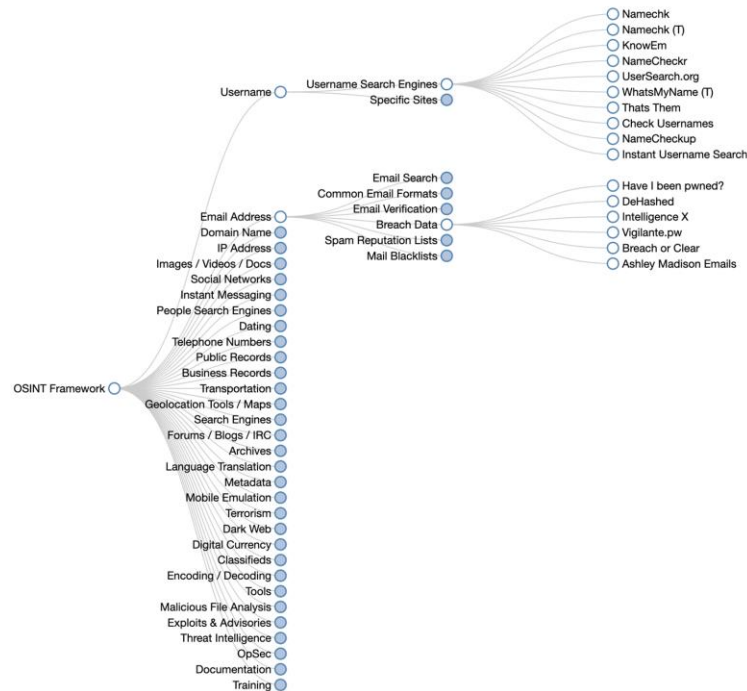 OSINT Framework
Username
Username Search Engines
Namechk
Namechk (T)
KnowEm
NameCheckr
UserSearch.org
WhatsMyName (T)
Thats Them
Check Usernames
NameCheckup
Instant Username Search
Specific Sites
Email Address
Email Search
Common Email Formats
Email Verification
Breach Data
Have I been pwned?
DeHashed
Intelligence X
Vigilante.pw
Breach or Clear
Ashley Madison Emails
Spam Reputation Lists
Mail Blacklists
Domain Name
IP Address
Images / Videos / Docs
Social Networks
Instant Messaging
People Search Engines
Dating
Telephone Numbers
Public Records
Business Records
Transportation
Geolocation Tools / Maps
Search Engines
Forums / Blogs / IRC
Archives
Language Translation
Metadata
Mobile Emulation
Terrorism
Dark Web
Digital Currency
Classifieds
Encoding / Decoding
Tools
Malicious File Analysis
Exploits & Advisories
Threat Intelligence
OpSec
Documentation
Training